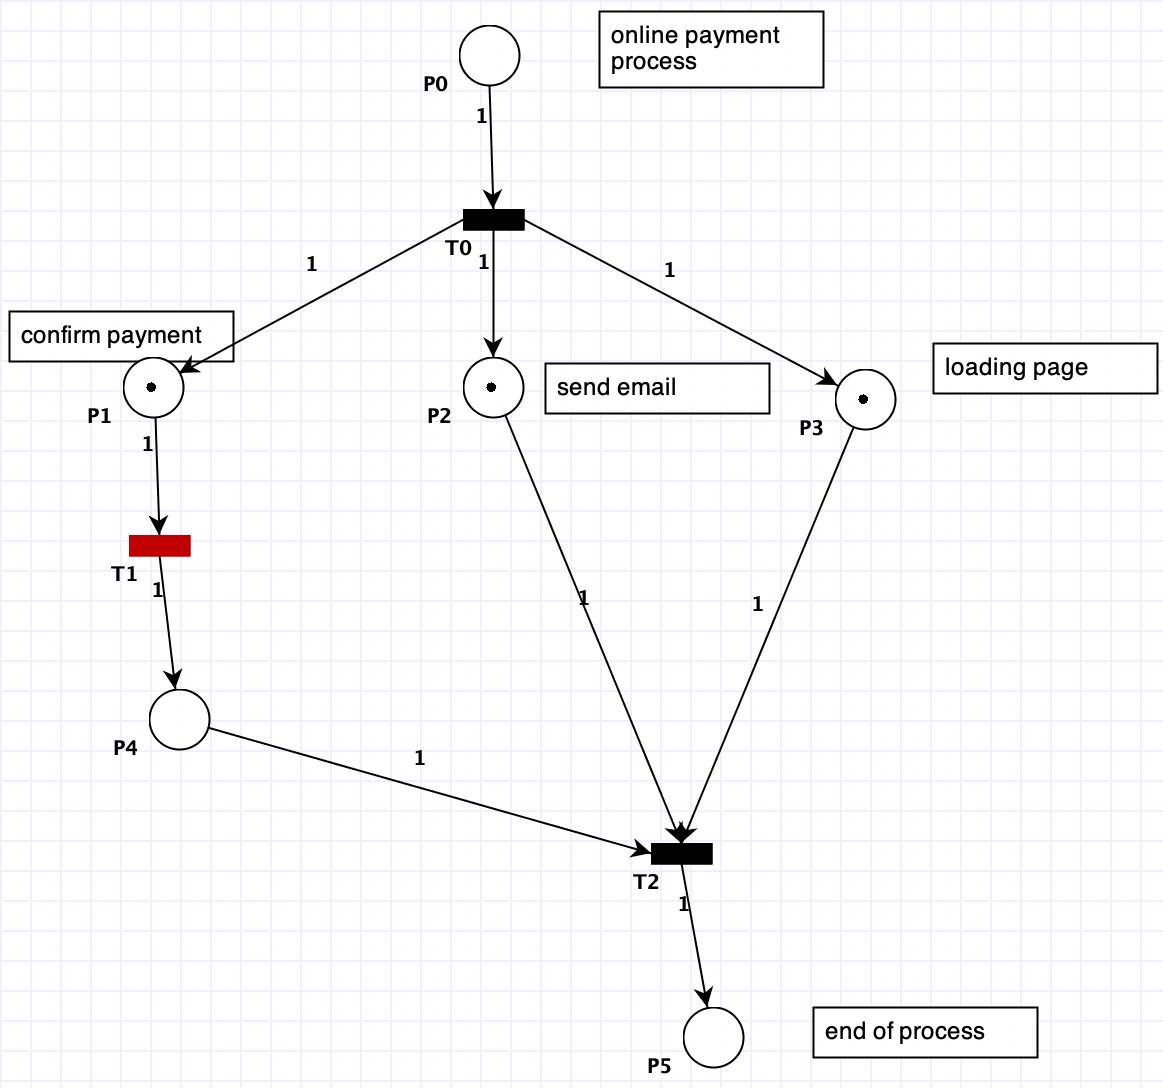 online payment
process
P0
1
T0
1
1
1
confirm payment
P1
P2
send email
P3
loading page
1
T1
1
1
1
P4
1
T2
1
end of process
P5